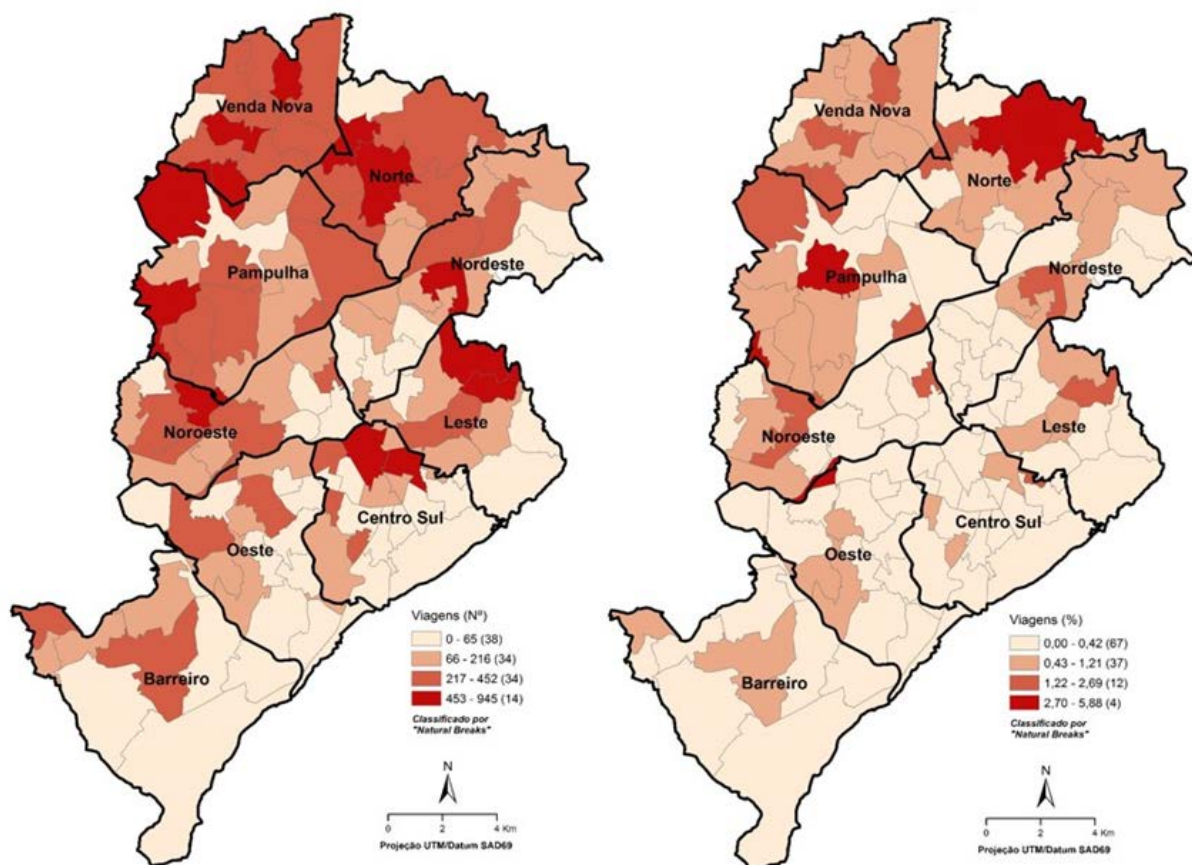 Venda Nova
Norte
Pampulha
Nordeste
Noroeste
Leste
Centro Sul
Oeste
Barreiro
Viagens (Nº)
0 - 65 (38)
66 - 216 (34)
217 - 452 (34)
453 - 945 (14)
Classificado por
"Natural Breaks"
N
0 2 4 Km
Projeção UTM/Datum SAD69
Venda Nova
Norte
Pampulha
Nordeste
Noroeste
Leste
Centro Sul
Oeste
Barreiro
Viagens (%)
0,00 - 0,42 (67)
0,43 - 1,21 (37)
1,22 - 2,69 (12)
2,70 - 5,88 (4)
Classificado por
"Natural Breaks"
N
0 2 4 Km
Projeção UTM/Datum SAD69